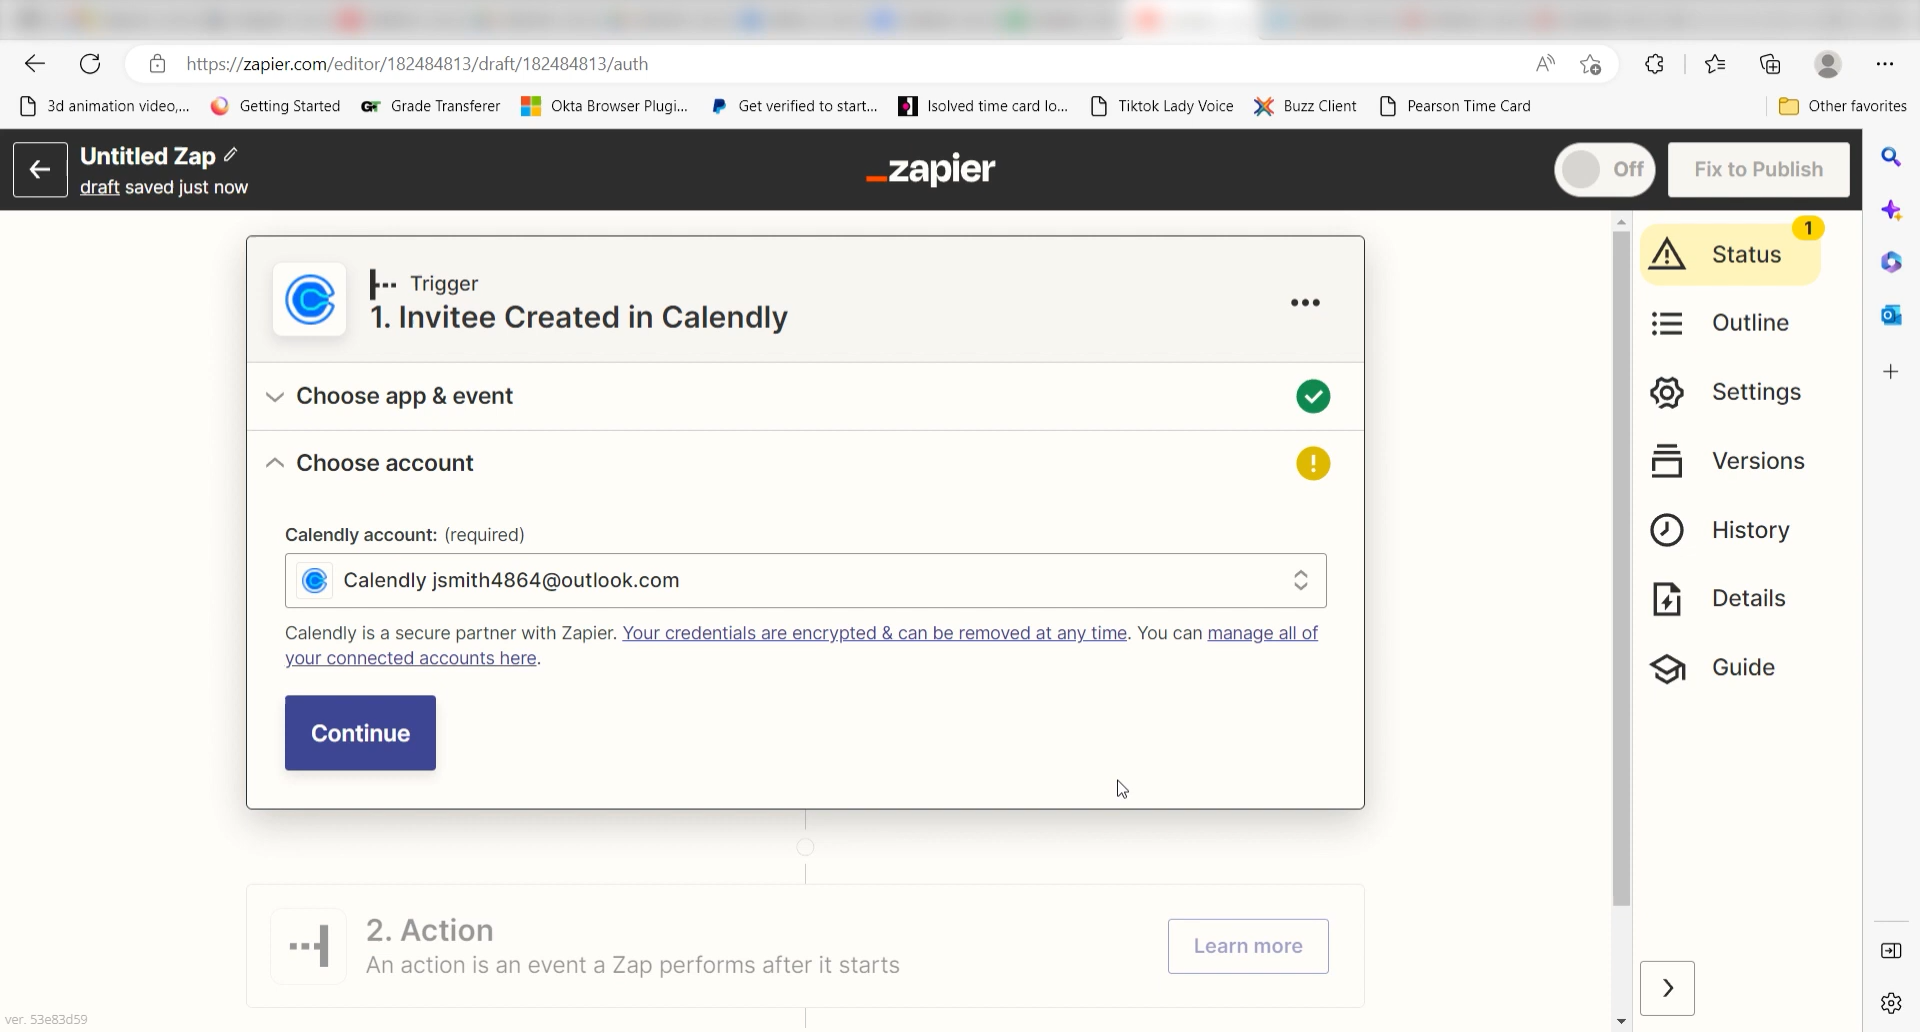 https://zapier.com/editor/182484813/draft/182484813/auth
3d animation video,... Getting Started GT Grade Transferer Okta Browser Plugi... Get verified to start... Isolved time card lo... Tiktok Lady Voice Buzz Client Pearson Time Card Other favorites
Untitled Zap
draft saved just now
_zapier
Off
Fix to Publish
Trigger
1. Invitee Created in Calendly
Choose app & event
Choose account
Calendly account: (required)
Calendly jsmith4864@outlook.com
Calendly is a secure partner with Zapier. Your credentials are encrypted & can be removed at any time. You can manage all of
your connected accounts here.
Continue
2. Action
An action is an event a Zap performs after it starts
Learn more
1
Status
Outline
Settings
Versions
History
Details
Guide
ver. 53e83d59